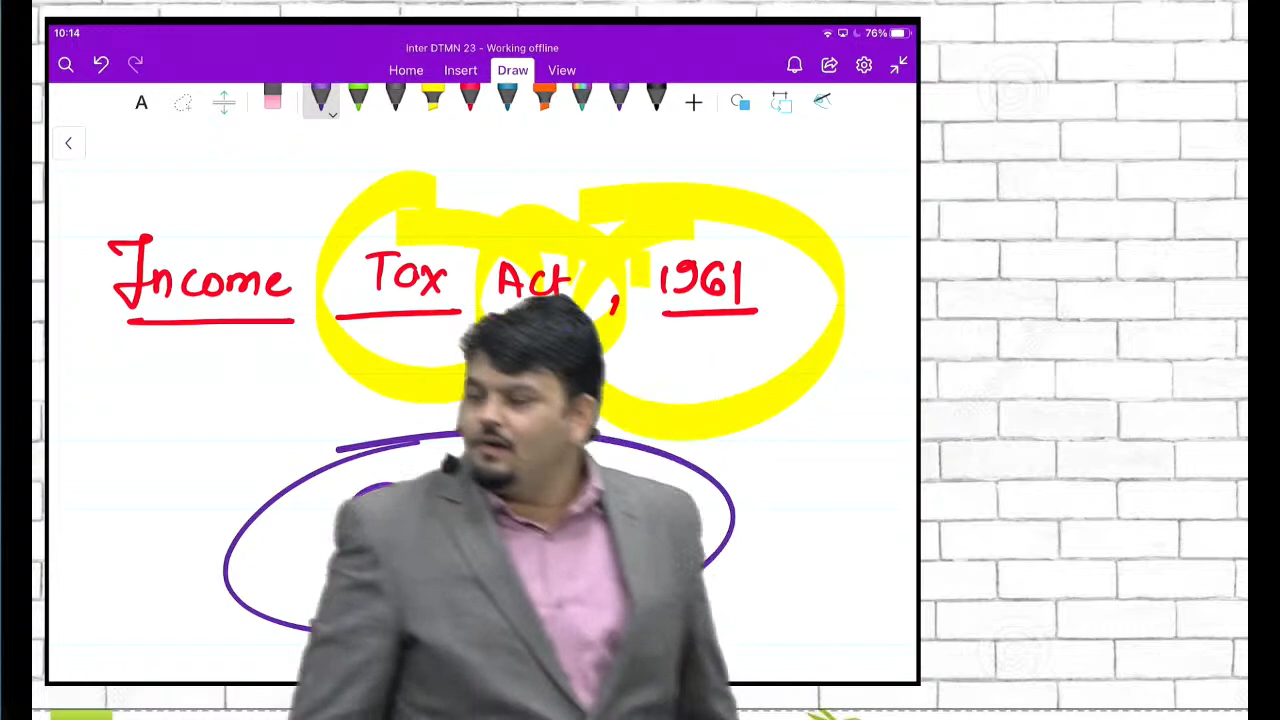 10:14
76%
Inter DTMN 23 - Working offline
Home Insert Draw View
A
Income Tax Act, 1961